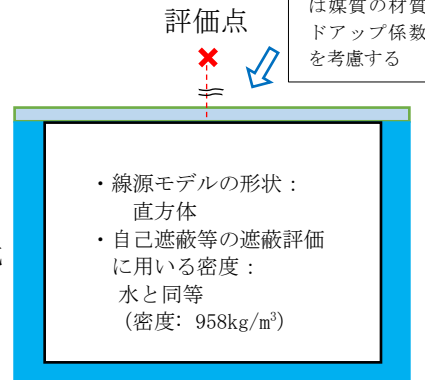 評価点
は媒質の材質
ドアップ係数
を考慮する
・線源モデルの形状：
直方体
・自己遮蔽等の遮蔽評価
に用いる密度：
水と同等
(密度: 958kg/m³)